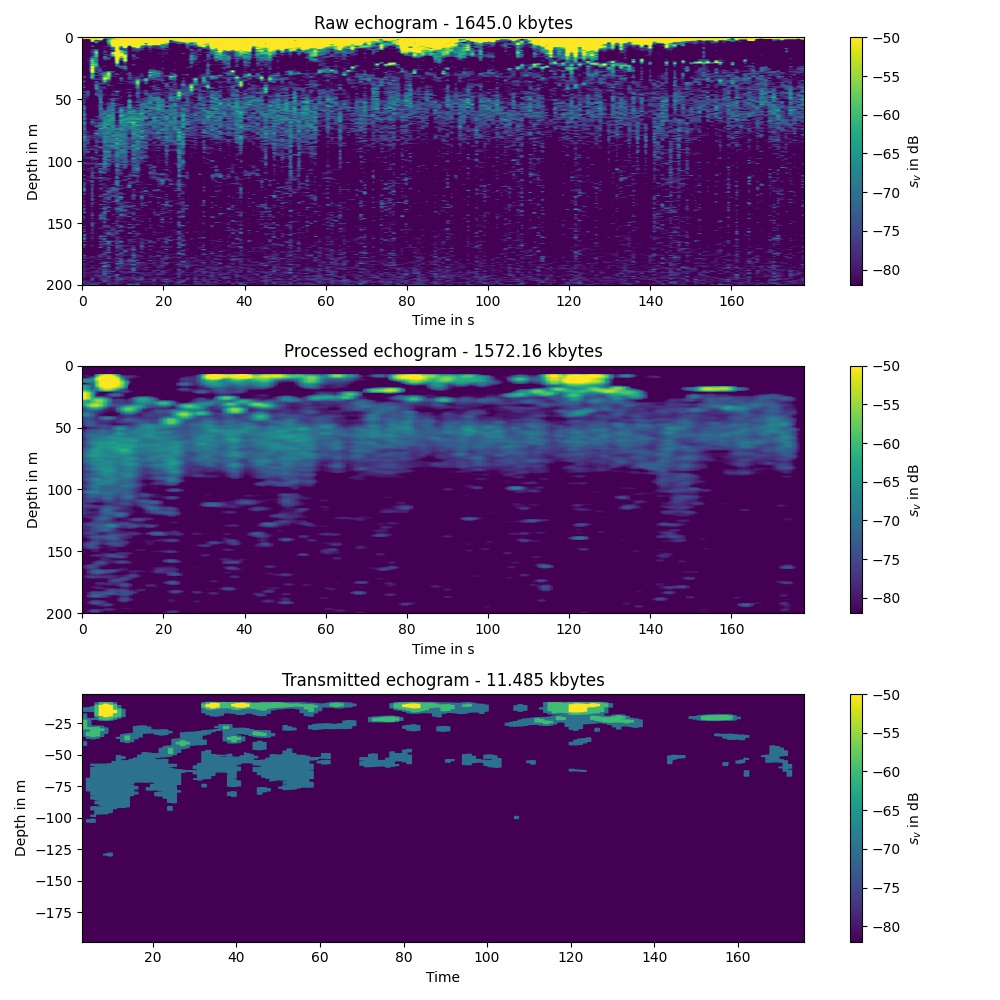 Raw echogram - 1645.0 kbytes
0
50
100
150
200
Depth in m
0 20 40 60 80 100 120 140 160
Time in s
−50
−55
−60
−65
−70
−75
−80
s_v in dB
Processed echogram - 1572.16 kbytes
0
50
100
150
200
Depth in m
0 20 40 60 80 100 120 140 160
Time in s
−50
−55
−60
−65
−70
−75
−80
s_v in dB
Transmitted echogram - 11.485 kbytes
−25
−50
−75
−100
−125
−150
−175
Depth in m
20 40 60 80 100 120 140 160
Time
−50
−55
−60
−65
−70
−75
−80
s_v in dB